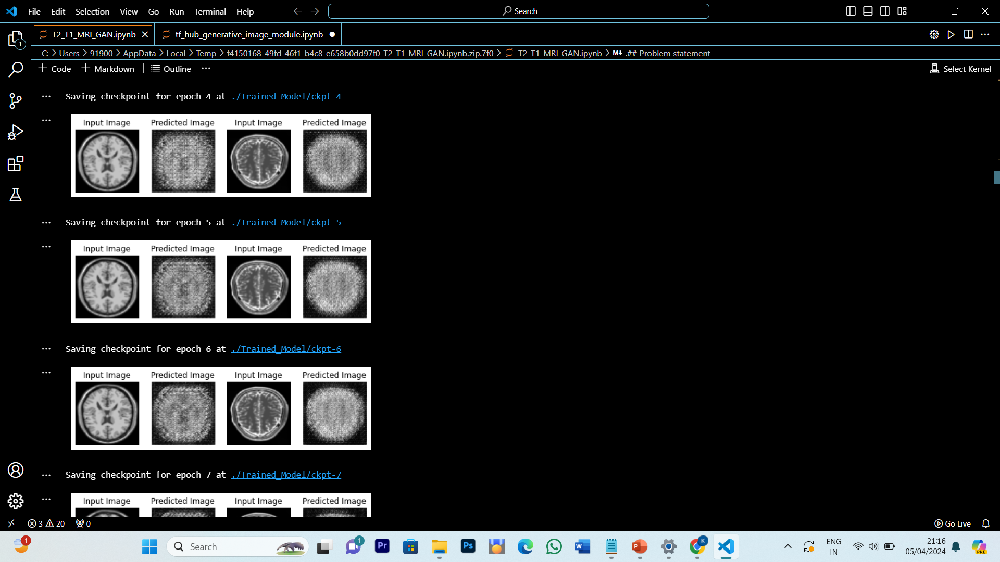 File Edit Selection View Go Run Terminal Help
Search
T2_T1_MRI_GAN.ipynb
tf_hub_generative_image_module.ipynb
1
C: > Users > 91900 > AppData > Local > Temp > f4150168-49fd-46f1-b4c8-e658b0dd97f0_T2_T1_MRI_GAN.ipynb.zip.7f0 > T2_T1_MRI_GAN.ipynb > M↓ .## Problem statement
+ Code + Markdown | Outline ...
Select Kernel
... Saving checkpoint for epoch 4 at ./Trained_Model/ckpt-4
...
Input Image Predicted Image Input Image Predicted Image
... Saving checkpoint for epoch 5 at ./Trained_Model/ckpt-5
...
Input Image Predicted Image Input Image Predicted Image
... Saving checkpoint for epoch 6 at ./Trained_Model/ckpt-6
...
Input Image Predicted Image Input Image Predicted Image
... Saving checkpoint for epoch 7 at ./Trained_Model/ckpt-7
...
Input Image Predicted Image Input Image Predicted Image
3 20 0
Go Live
1
Search
1
Pr
Ps
W
P
K
ENG
IN
21:16
05/04/2024
PRE